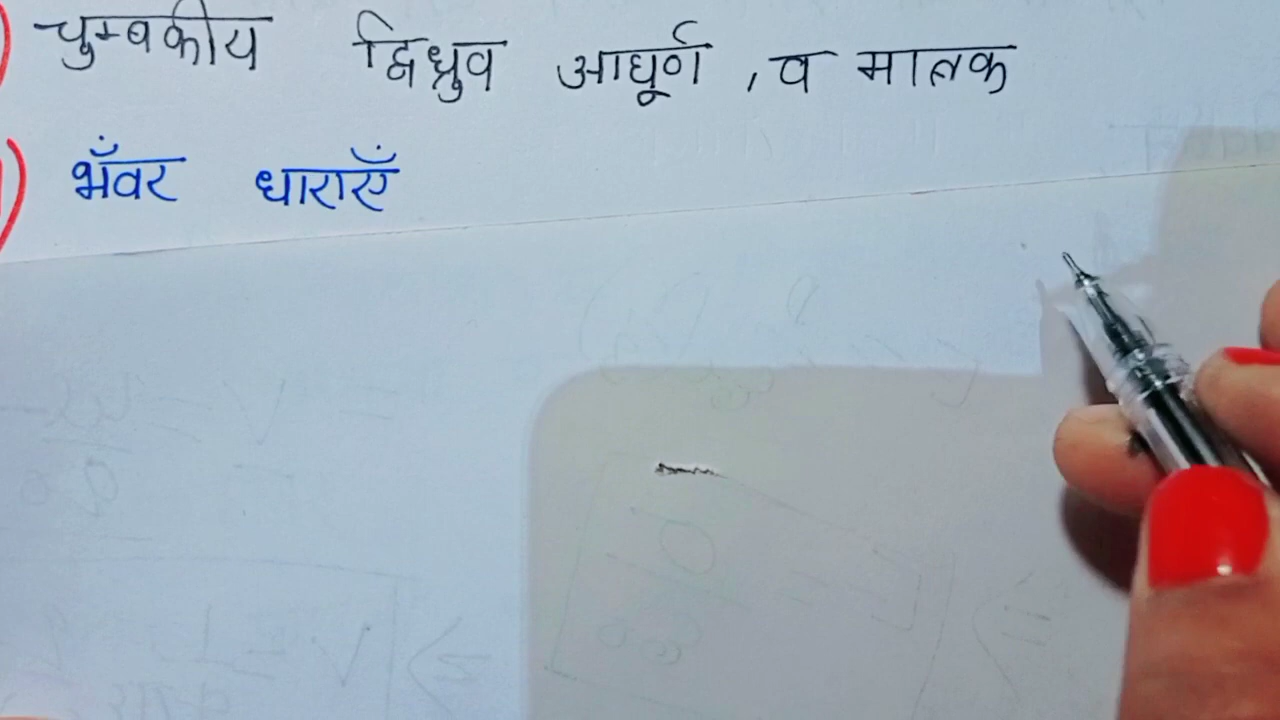 ) चुम्बकीय द्विध्रुव आघूर्ण , व मात्रक
) भँवर धाराएँ